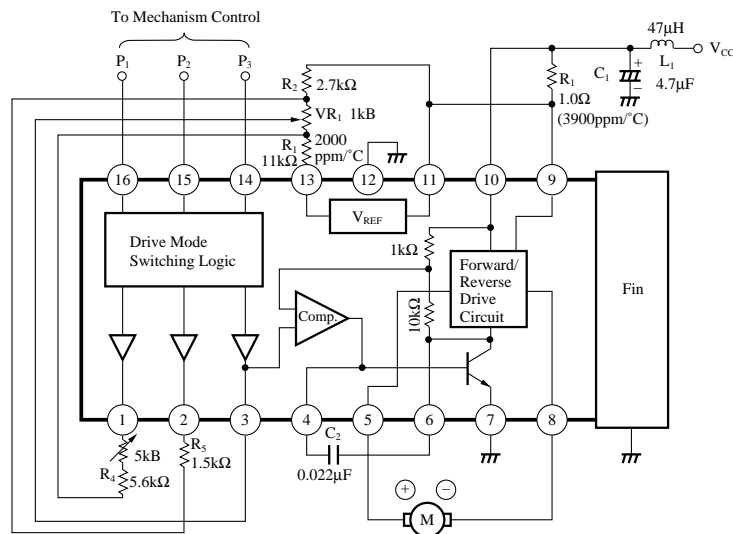 To Mechanism Control
P₁ P₂ P₃
47μH
L₁
V_CC
C₁ + −
4.7μF
R₁
1.0Ω
(3900ppm/˚C)
R₂ 2.7kΩ
VR₁ 1kB
R₁
11kΩ
2000
ppm/˚C
16 15 14 13 12 11 10 9
Drive Mode
Switching Logic
V_REF
1kΩ
10kΩ
Forward/
Reverse
Drive
Circuit
Comp.
Fin
1 2 3 4 5 6 7 8
R₄
5kB
5.6kΩ
R₅
1.5kΩ
C₂
0.022μF
+ −
M